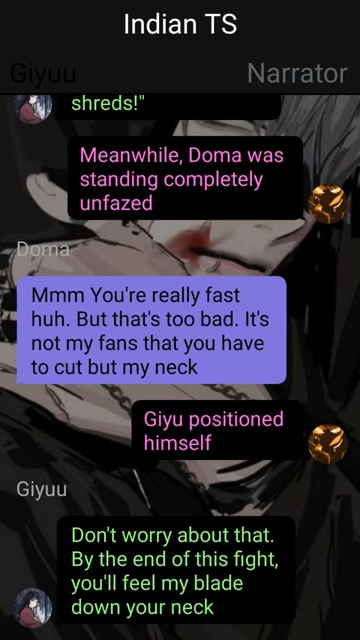 Indian TS
Giyuu
Narrator
shreds!"
Meanwhile, Doma was
standing completely
unfazed
Doma
Mmm You're really fast
huh. But that's too bad. It's
not my fans that you have
to cut but my neck
Giyu positioned
himself
Giyuu
Don't worry about that.
By the end of this fight,
you'll feel my blade
down your neck